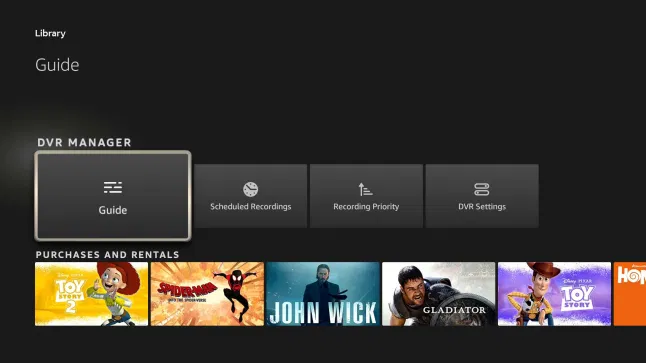 Library
Guide
DVR MANAGER
Guide
Scheduled Recordings
Recording Priority
DVR Settings
PURCHASES AND RENTALS
Disney PIXAR
TOY
STORY
2
SPIDER-MAN
INTO THE SPIDER-VERSE
JOHN WICK
GLADIATOR
Disney PIXAR
TOY
STORY
HOM